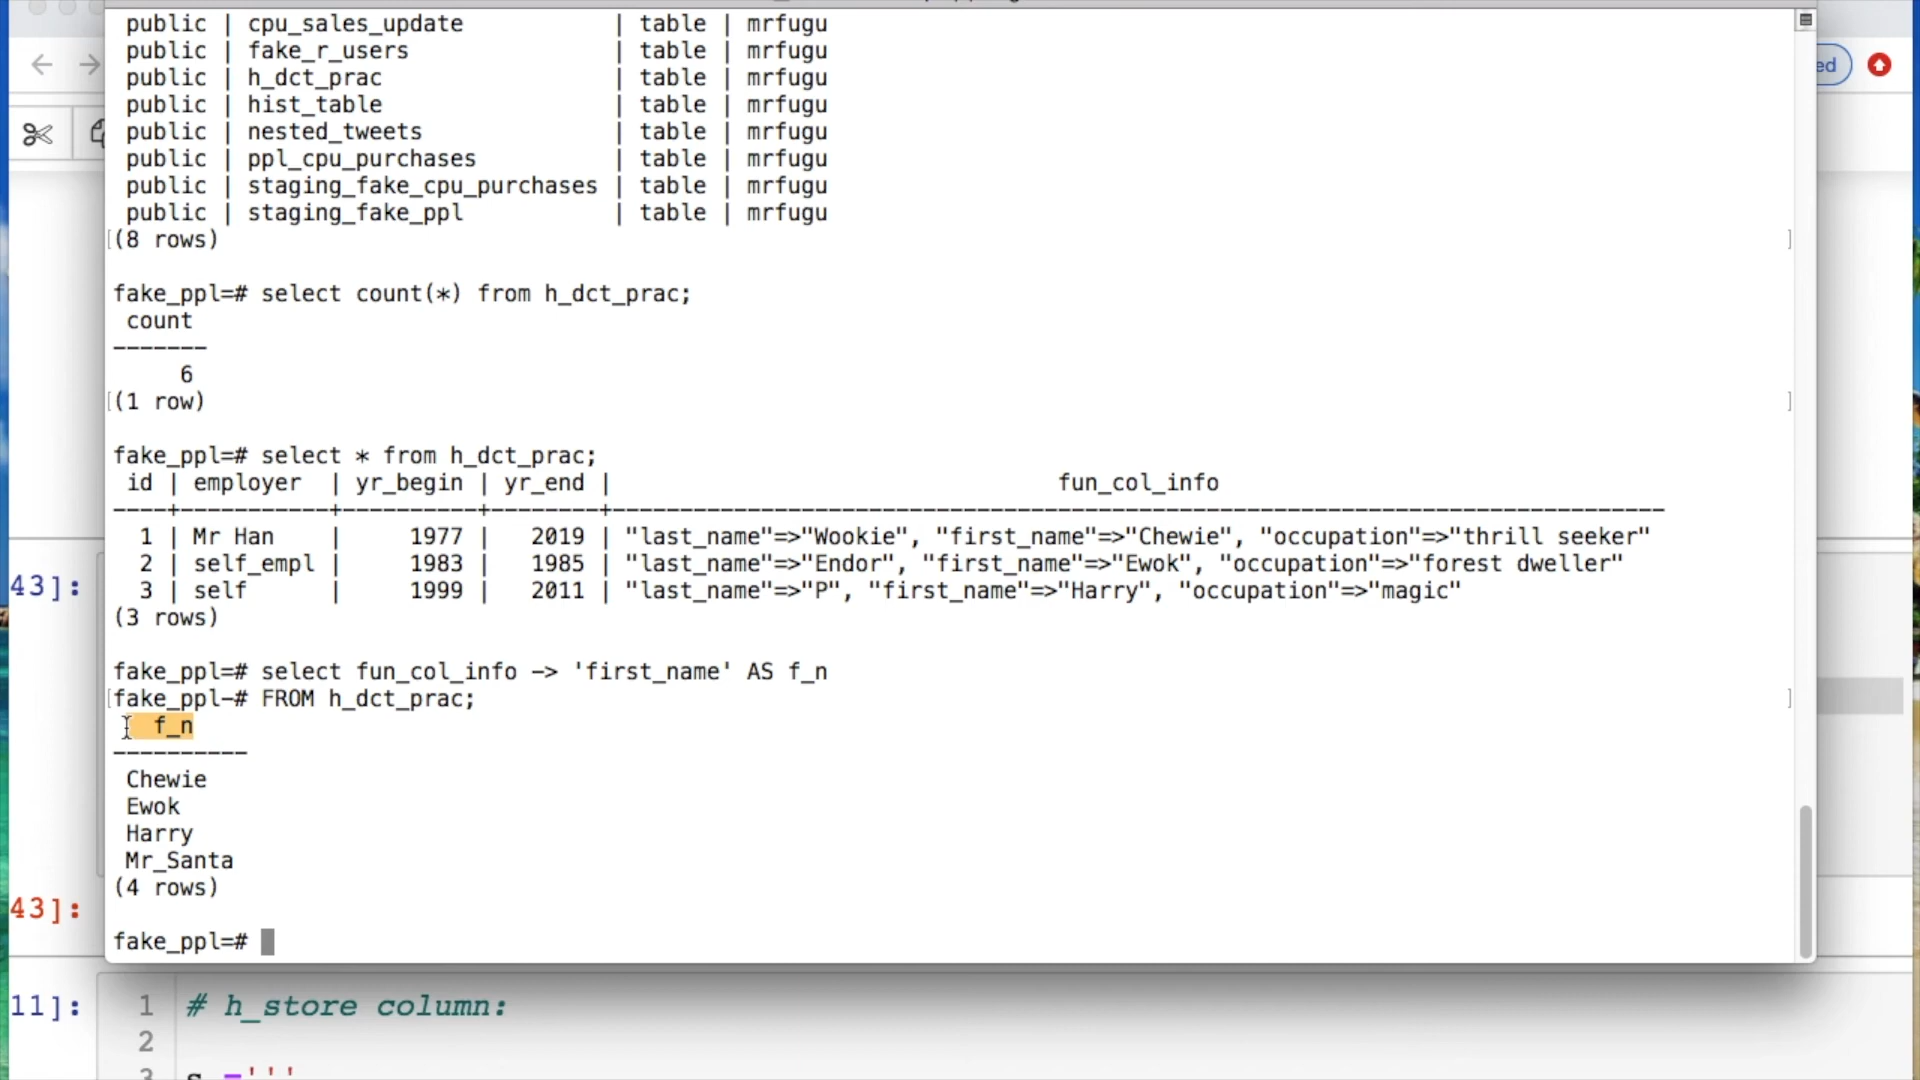 public | cpu_sales_update | table | mrfugu
public | fake_r_users | table | mrfugu
public | h_dct_prac | table | mrfugu
public | hist_table | table | mrfugu
public | nested_tweets | table | mrfugu
public | ppl_cpu_purchases | table | mrfugu
public | staging_fake_cpu_purchases | table | mrfugu
public | staging_fake_ppl | table | mrfugu
[(8 rows) ]
fake_ppl=# select count(*) from h_dct_prac;
count
-------
6
[(1 row) ]
fake_ppl=# select * from h_dct_prac;
id | employer | yr_begin | yr_end | fun_col_info
----+-----------+----------+--------+------------------------------------------------------------------------------
1 | Mr Han | 1977 | 2019 | "last_name"=>"Wookie", "first_name"=>"Chewie", "occupation"=>"thrill seeker"
2 | self_empl | 1983 | 1985 | "last_name"=>"Endor", "first_name"=>"Ewok", "occupation"=>"forest dweller"
3 | self | 1999 | 2011 | "last_name"=>"P", "first_name"=>"Harry", "occupation"=>"magic"
(3 rows)
fake_ppl=# select fun_col_info -> 'first_name' AS f_n
[fake_ppl-# FROM h_dct_prac; ]
f_n
----------
Chewie
Ewok
Harry
Mr_Santa
(4 rows)
fake_ppl=#
ed
43]:
43]:
11]:
1 # h_store column:
2
3 s ='''